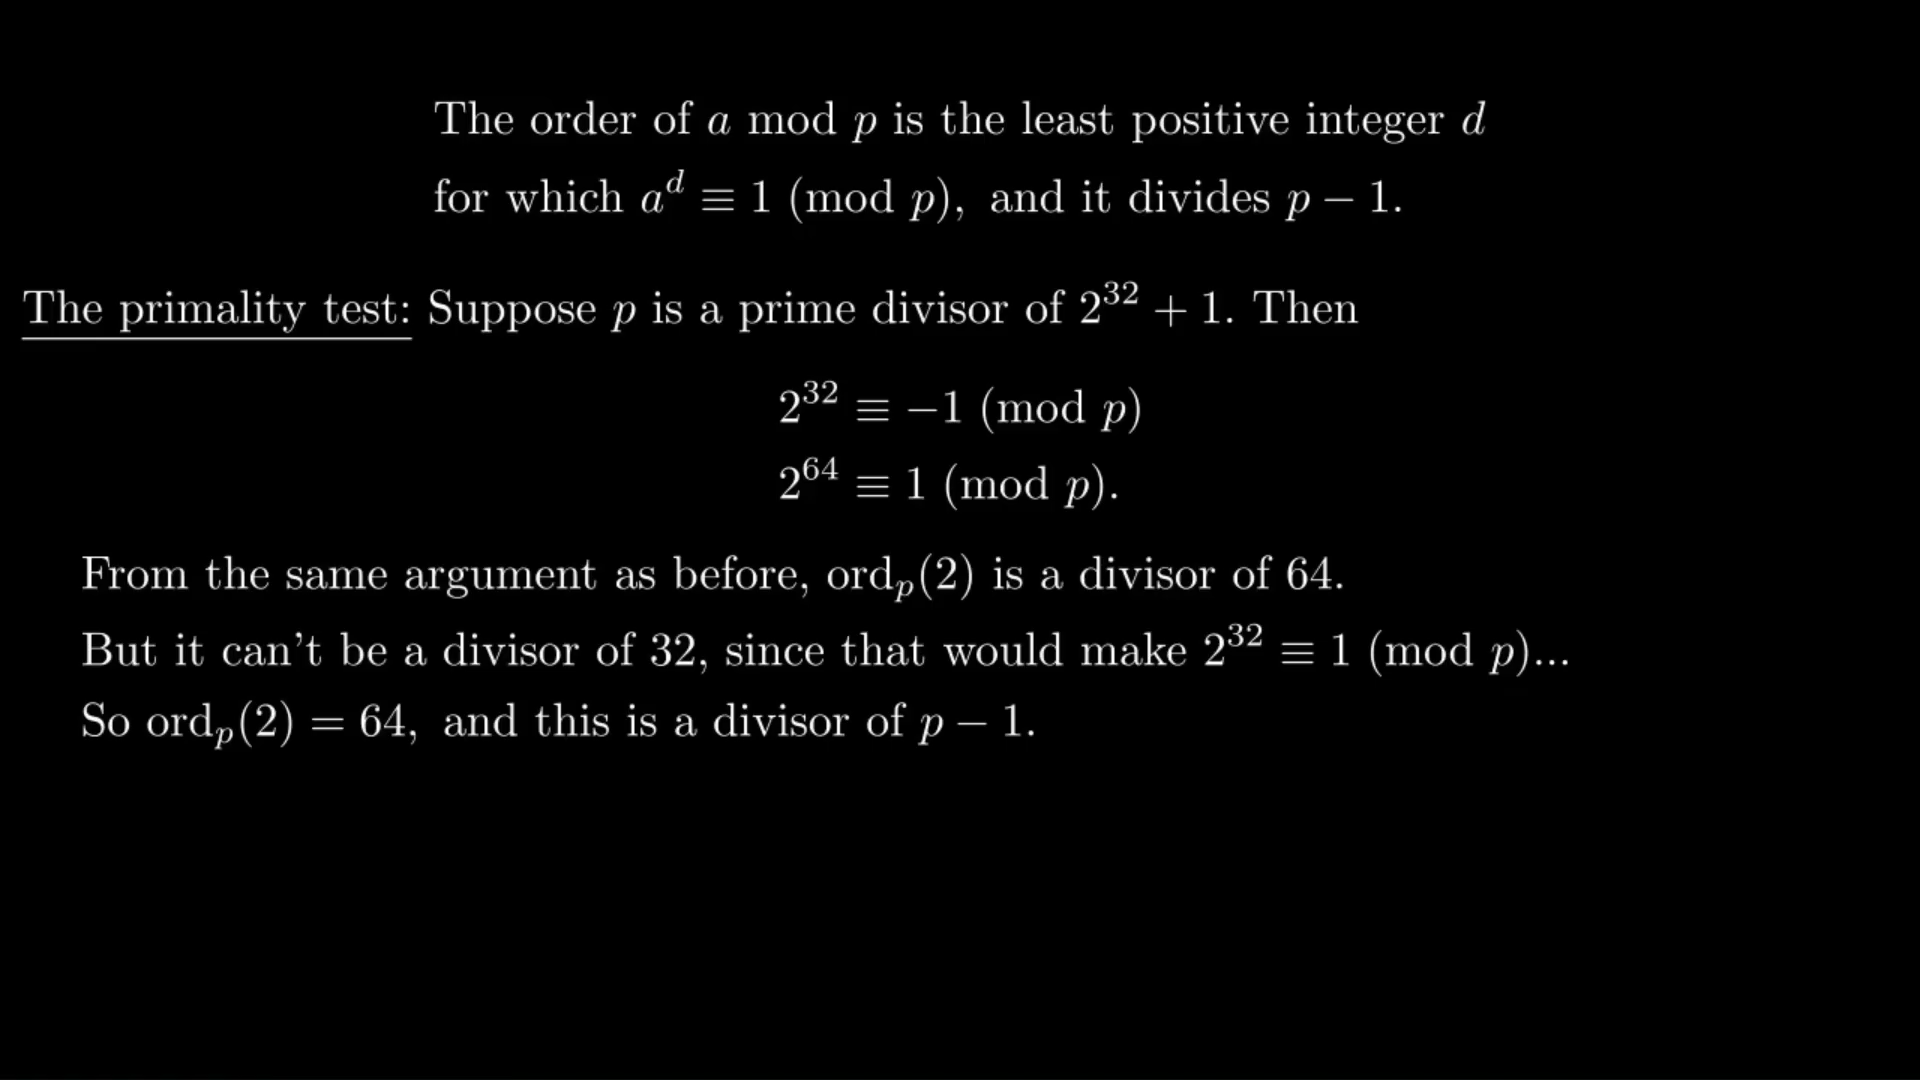 The order of a mod p is the least positive integer d
for which a^d ≡ 1 (mod p), and it divides p − 1.
The primality test: Suppose p is a prime divisor of 2^32 + 1. Then
2^32 ≡ −1 (mod p)
2^64 ≡ 1 (mod p).
From the same argument as before, ord_p(2) is a divisor of 64.
But it can't be a divisor of 32, since that would make 2^32 ≡ 1 (mod p)...
So ord_p(2) = 64, and this is a divisor of p − 1.